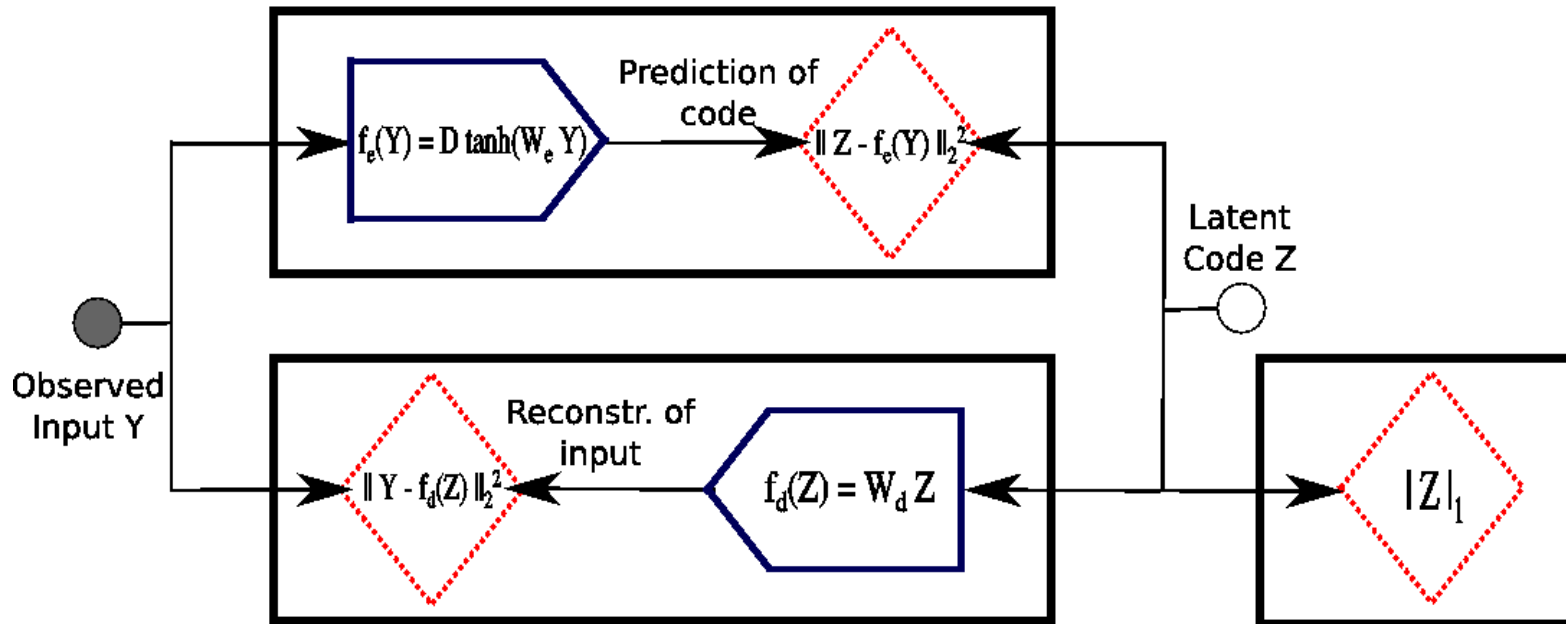 f_e(Y) = D tanh(W_e Y)
Prediction of
code
‖ Z - f_e(Y) ‖_2^2
Latent
Code Z
Observed
Input Y
‖ Y - f_d(Z) ‖_2^2
Reconstr. of
input
f_d(Z) = W_d Z
|Z|_1